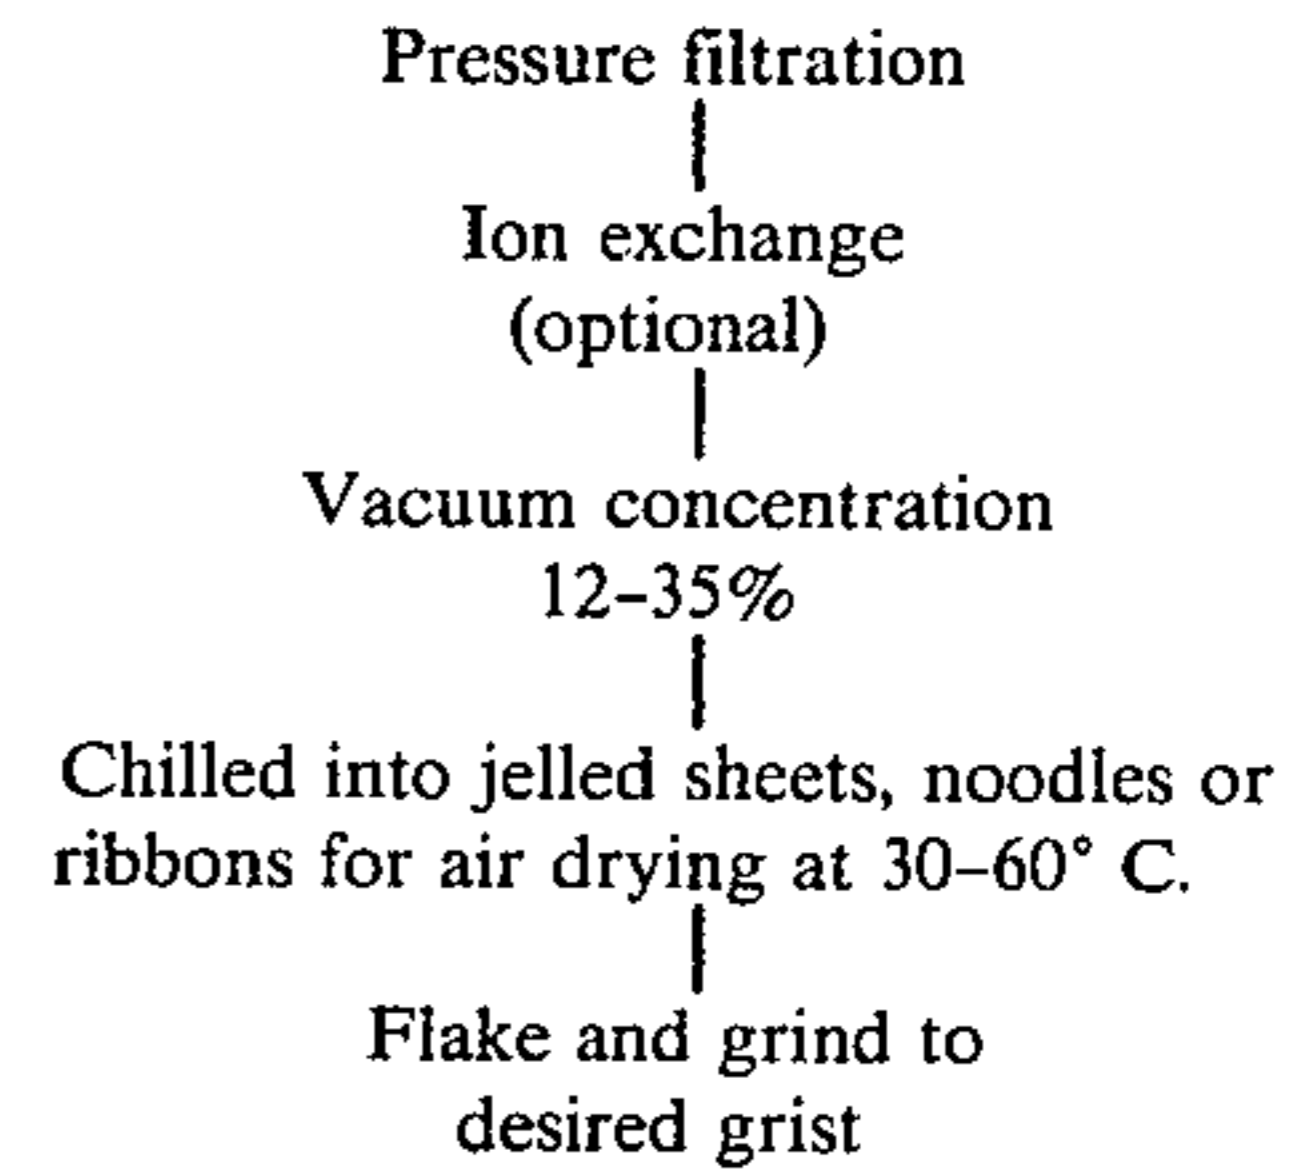 Pressure filtration
Ion exchange
(optional)
Vacuum concentration
12–35%
Chilled into jelled sheets, noodles or
ribbons for air drying at 30–60° C.
Flake and grind to
desired grist